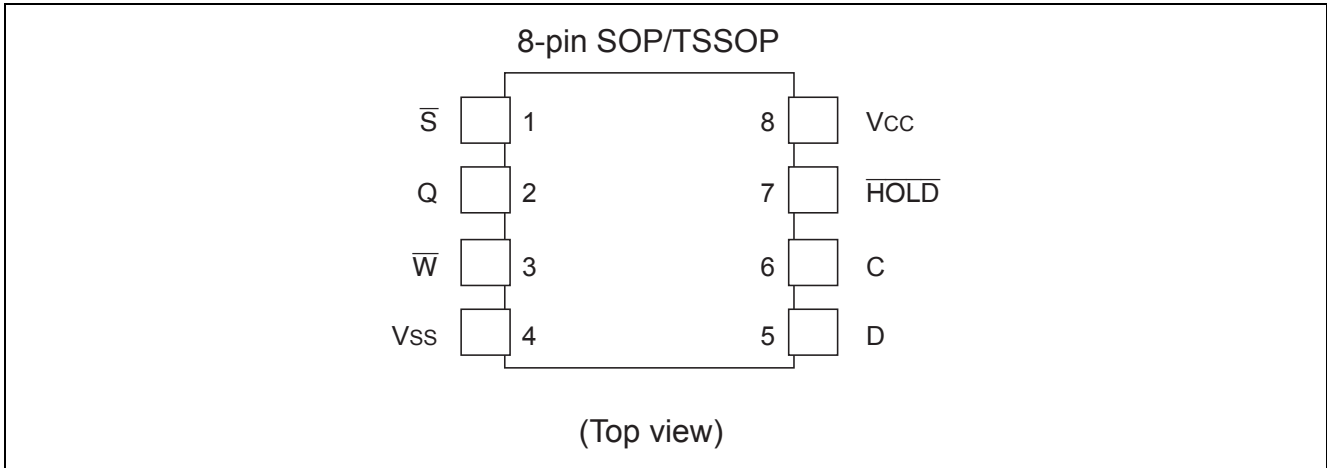 8-pin SOP/TSSOP
S̅ 1 8 VCC
Q 2 7 H̅O̅L̅D̅
W̅ 3 6 C
VSS 4 5 D
(Top view)